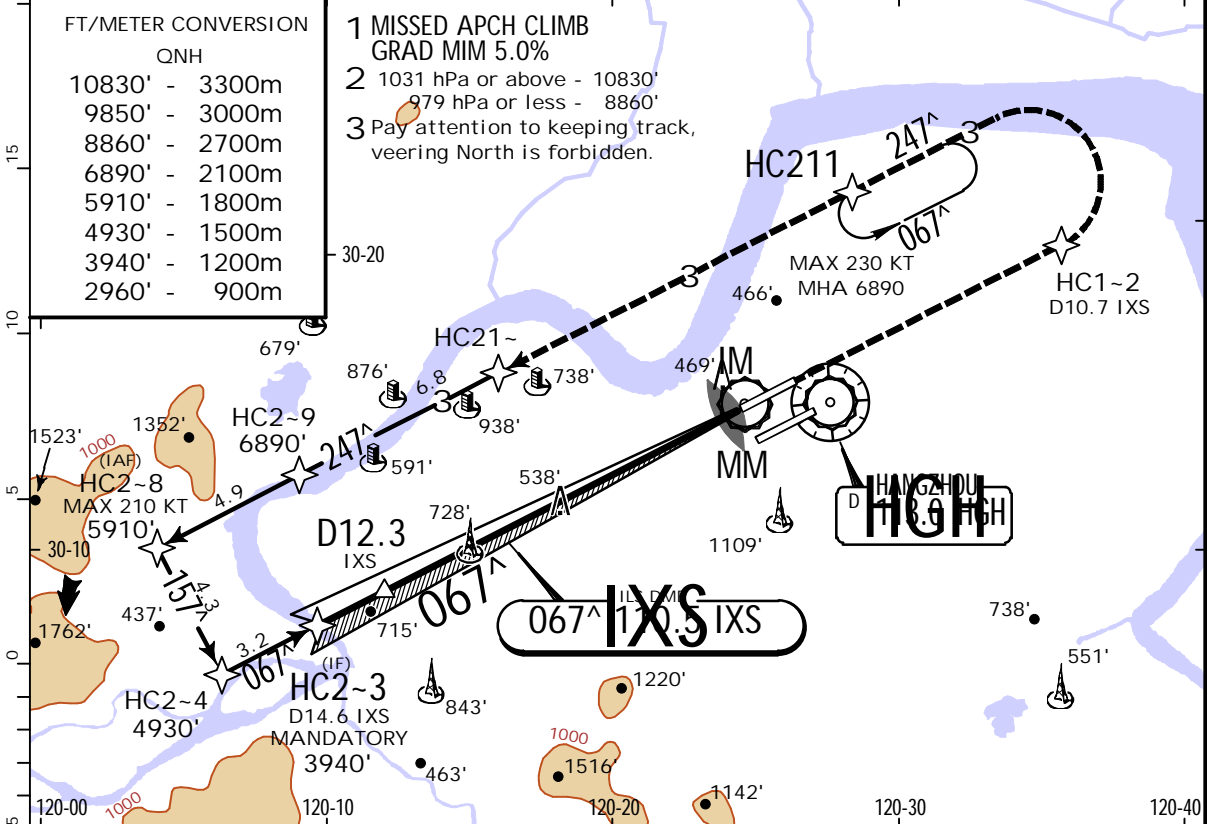 FT/METER CONVERSION
QNH
10830' - 3300m
9850' - 3000m
8860' - 2700m
6890' - 2100m
5910' - 1800m
4930' - 1500m
3940' - 1200m
2960' - 900m
1 MISSED APCH CLIMB
GRAD MIM 5.0%
2 1031 hPa or above - 10830'
979 hPa or less - 8860'
3 Pay attention to keeping track,
veering North is forbidden.
15
10
5
0
5
30-20
30-10
247^
3
HC211
067^
MAX 230 KT
MHA 6890
HC1~2
D10.7 IXS
3
466'
679'
HC21~
876'
6.8
738'
3
938'
469'
IM
MM
HC2~9
6890'
247^
591'
1352'
1523'
1000
(IAF)
HC2~8
MAX 210 KT
5910'
4.9
538'
728'
D12.3
IXS
067^
1109'
D
HANGZHOU
113.0 HGH
HGH
157^
4.3
437'
1762'
715'
ILS DME
067^ 110.5 IXS
IXS
738'
551'
3.2
067^
(IF)
HC2~3
D14.6 IXS
MANDATORY
3940'
HC2~4
4930'
843'
463'
1220'
1000
1516'
1142'
1000
120-00
120-10
120-20
120-30
120-40